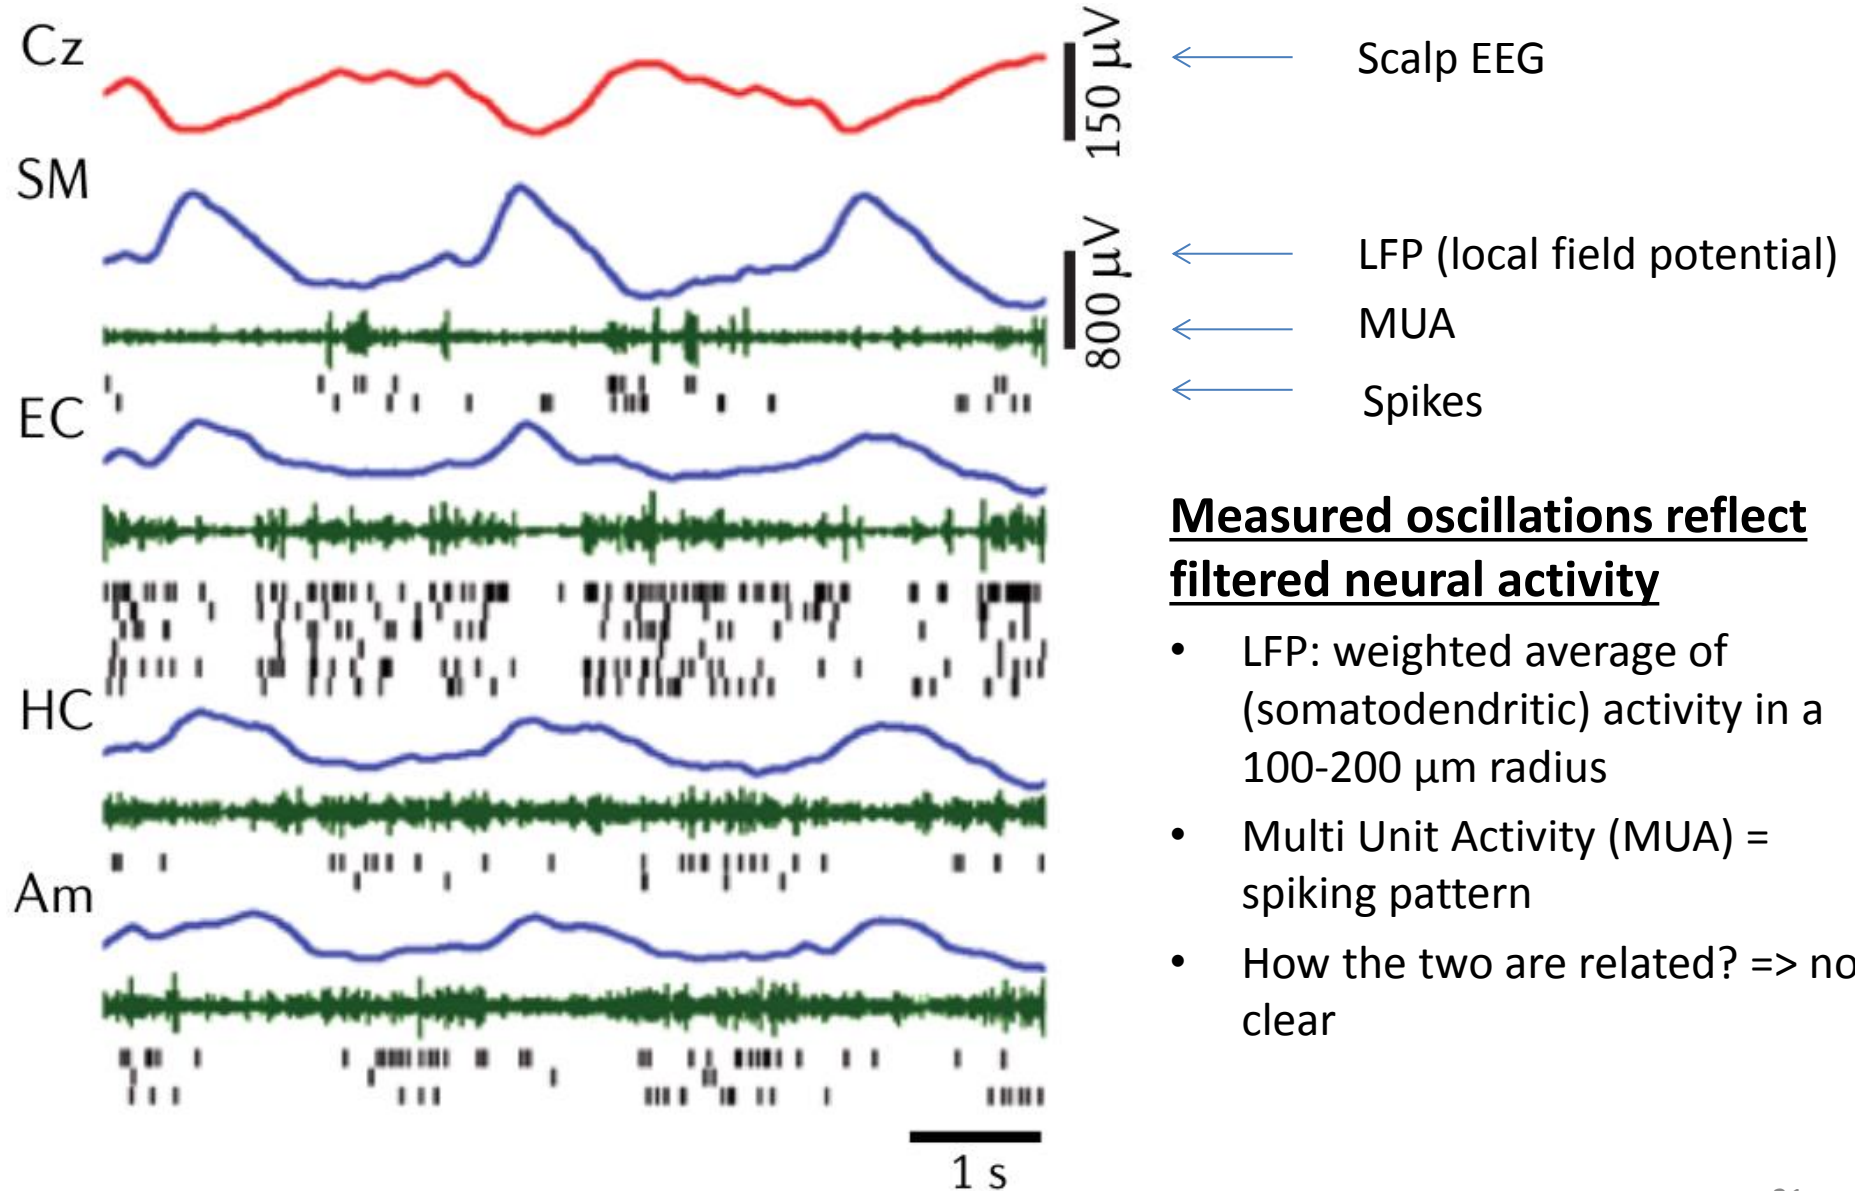 Cz
150 µV
Scalp EEG
SM
800 µV
LFP (local field potential)
MUA
Spikes
EC
HC
Am
1 s
Measured oscillations reflect
filtered neural activity
• LFP: weighted average of
(somatodendritic) activity in a
100-200 µm radius
• Multi Unit Activity (MUA) =
spiking pattern
• How the two are related? => no
clear